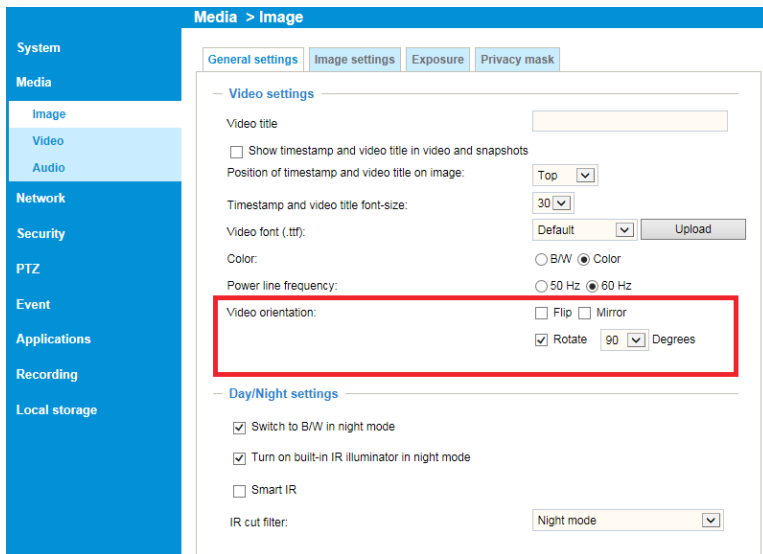 Media > Image
System
Media
Image
Video
Audio
Network
Security
PTZ
Event
Applications
Recording
Local storage
General settings Image settings Exposure Privacy mask
Video settings
Video title
Show timestamp and video title in video and snapshots
Position of timestamp and video title on image: Top
Timestamp and video title font-size: 30
Video font (.ttf): Default Upload
Color: B/W Color
Power line frequency: 50 Hz 60 Hz
Video orientation: Flip Mirror
Rotate 90 Degrees
Day/Night settings
Switch to B/W in night mode
Turn on built-in IR illuminator in night mode
Smart IR
IR cut filter: Night mode